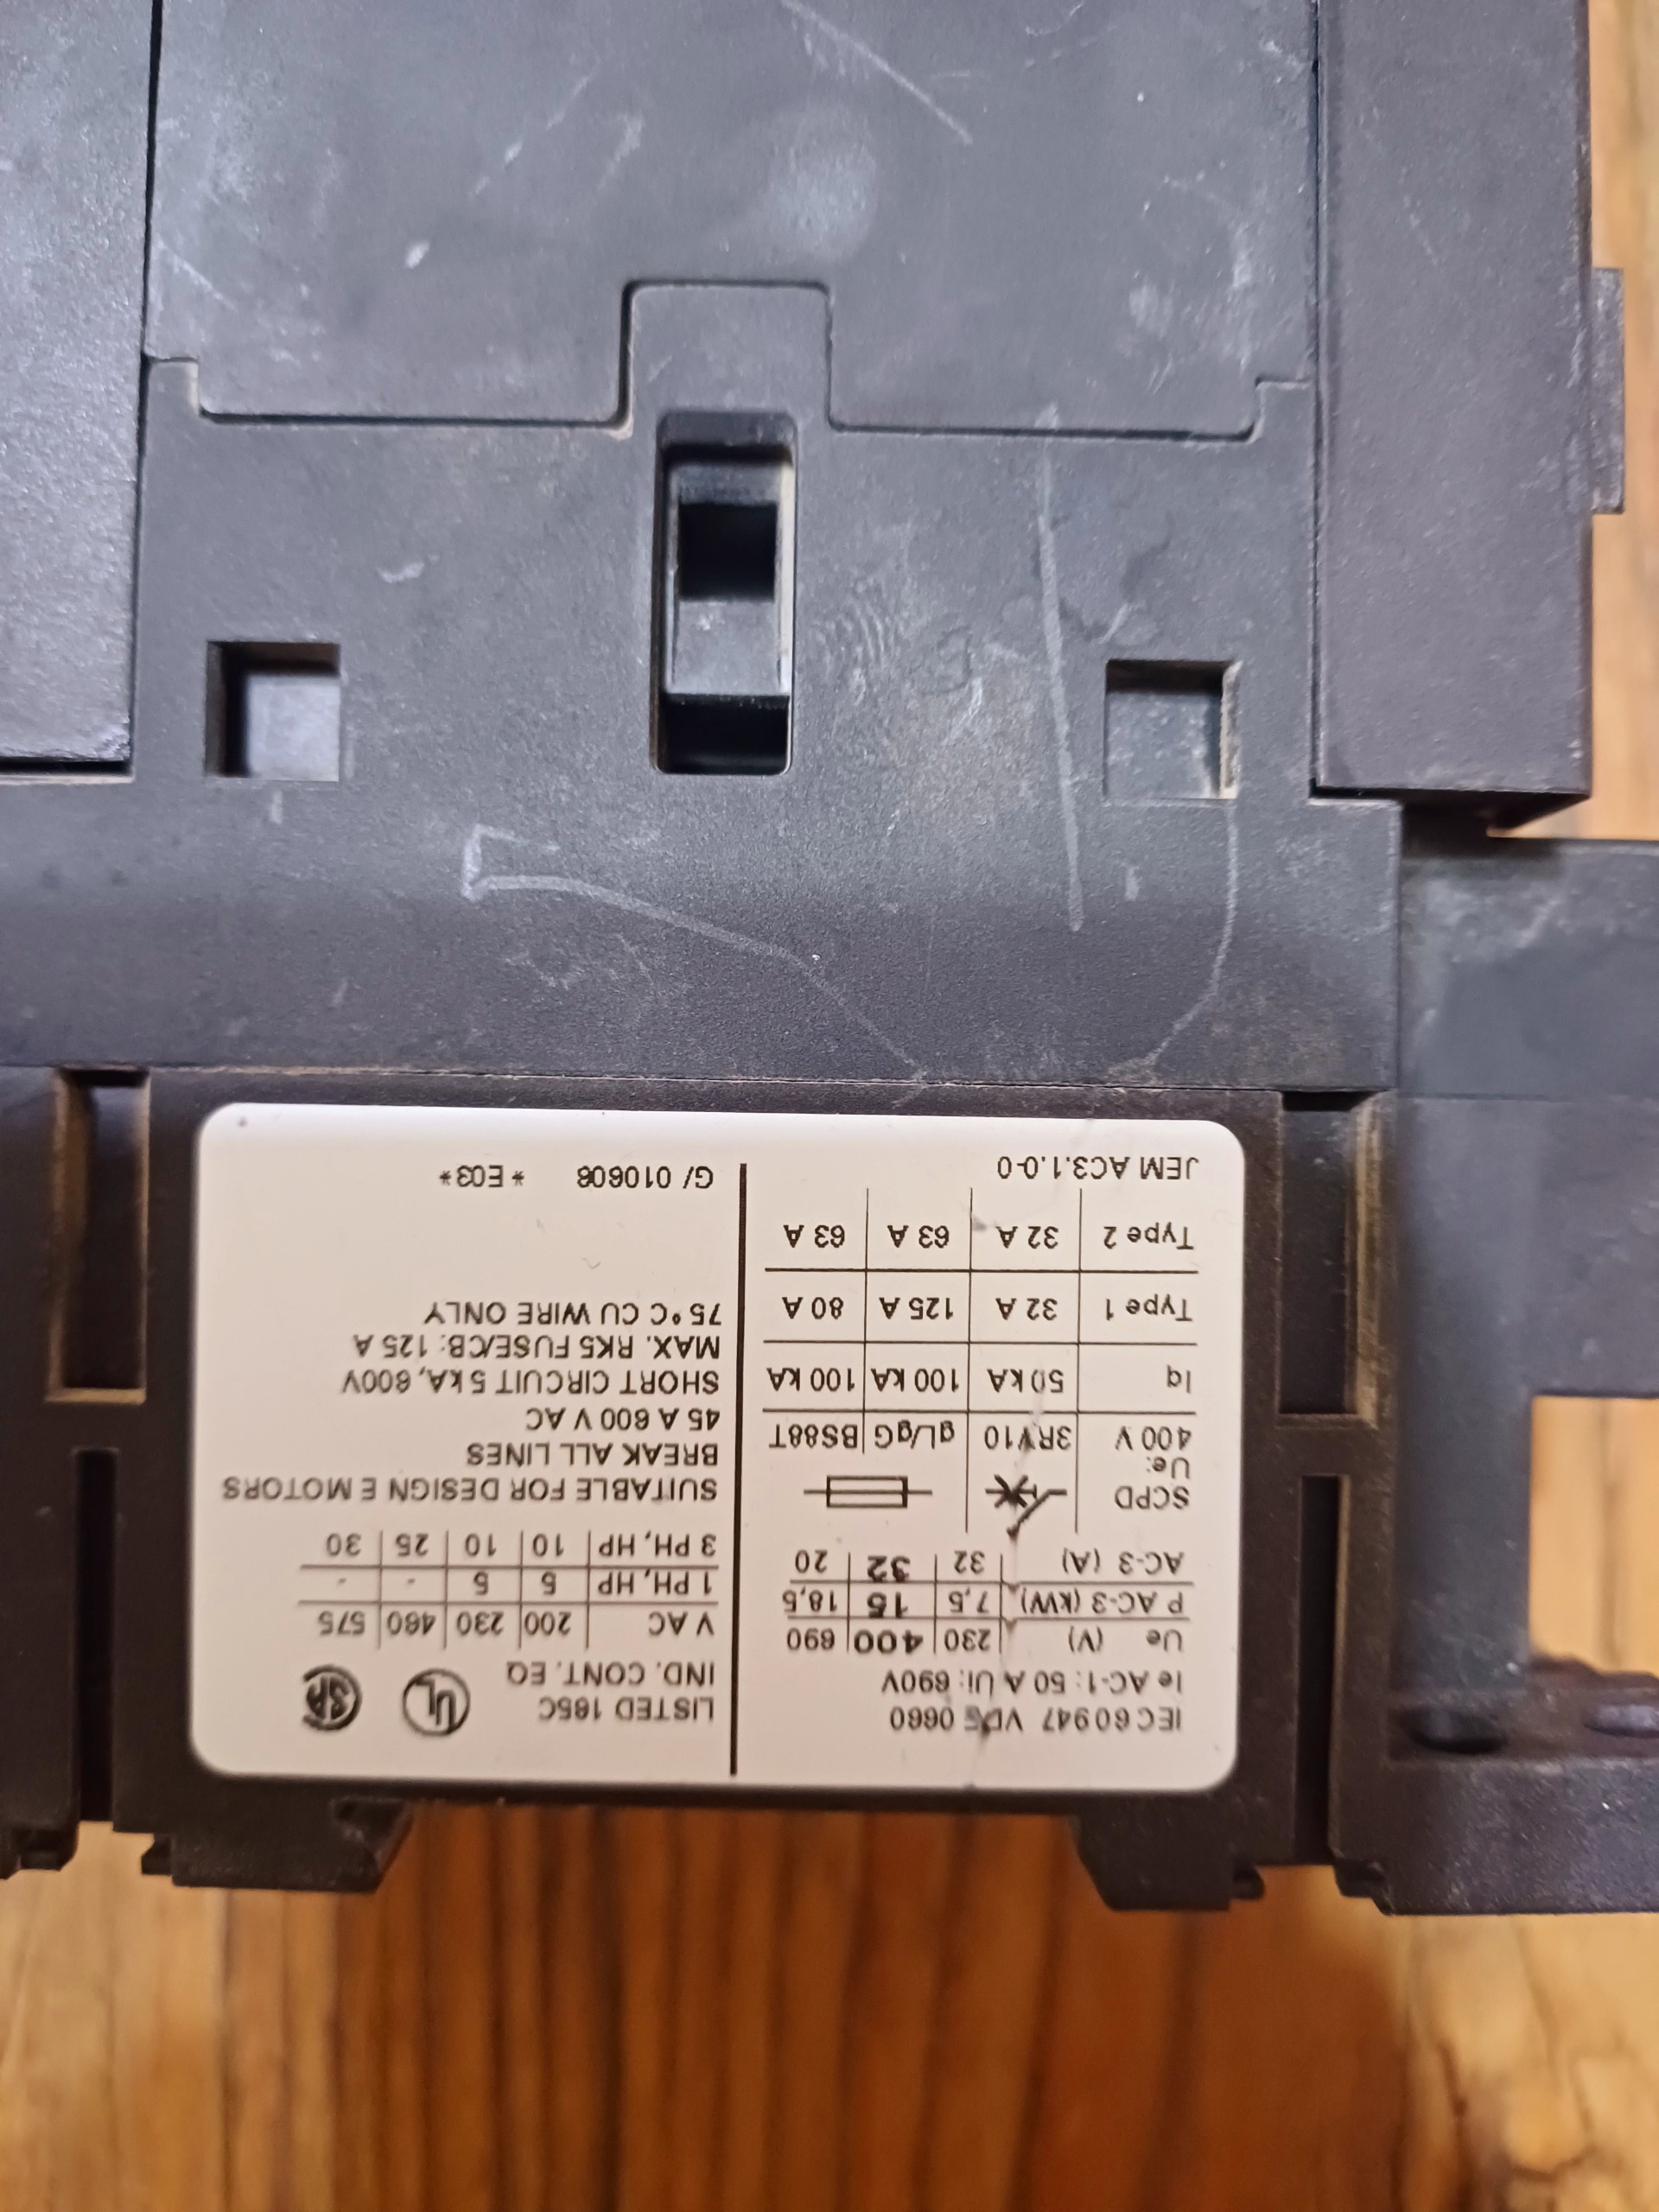 IEC 60947 VDE 0660
Ie AC-1: 50 A Ui: 690V
Ue (V) 230 400 690
P AC-3 (kW) 7,5 15 18,5
AC-3 (A) 32 32 20
SCPD
Ue:
400 V 3RV10 gL/gG BS88T
Iq 50 kA 100 kA 100 kA
Type 1 32 A 125 A 80 A
Type 2 32 A 63 A 63 A
JEM AC3.1.0-0
LISTED 165C
IND. CONT. EQ
UL
V AC 200 230 460 575
1 PH, HP 5 5 - -
3 PH, HP 10 10 25 30
SUITABLE FOR DESIGN E MOTORS
BREAK ALL LINES
45 A 600 V AC
SHORT CIRCUIT 5 kA, 600V
MAX. RK5 FUSE/CB: 125 A
75°C CU WIRE ONLY
G/ 010606 *E03*